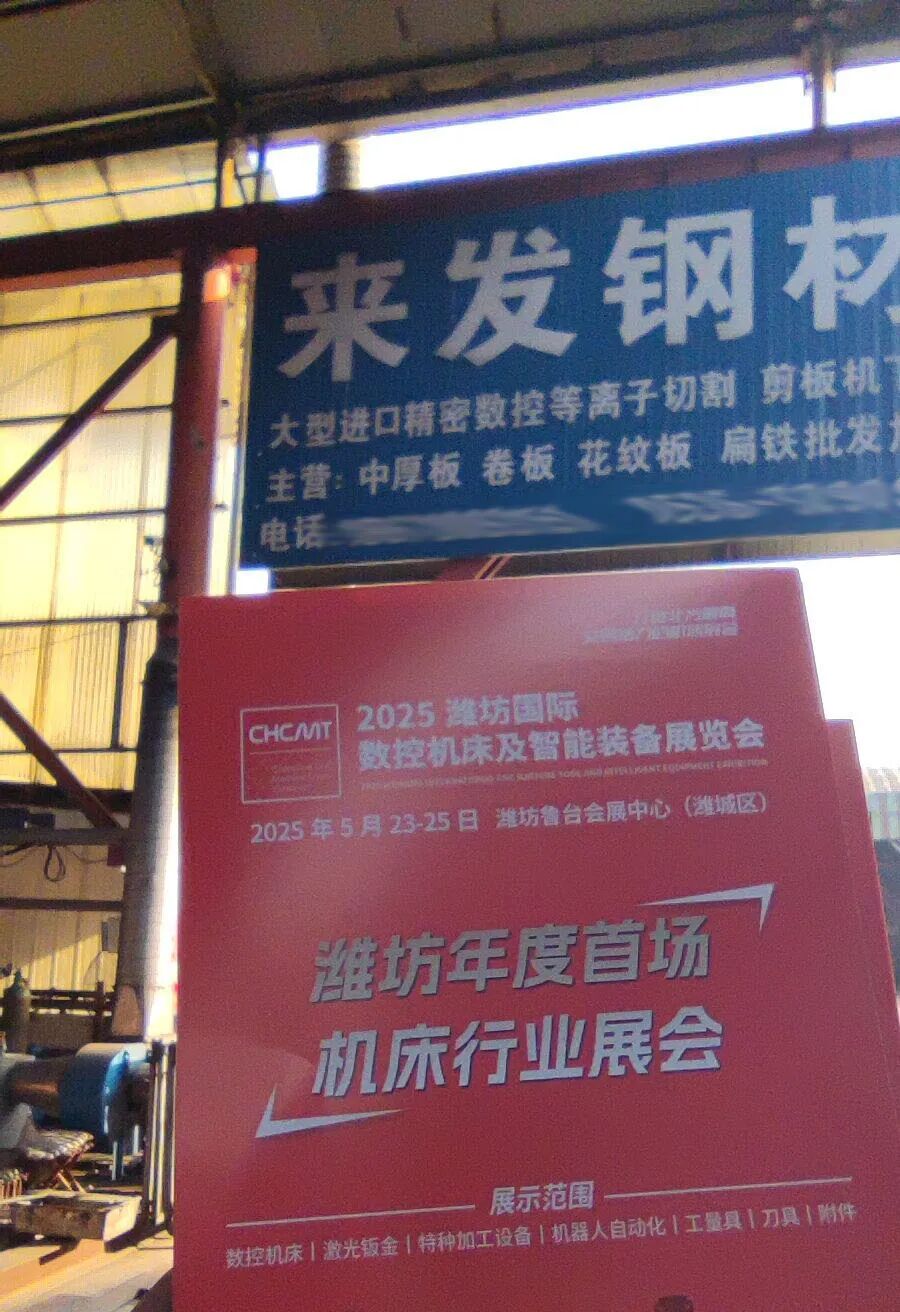 来发钢材
大型进口精密数控等离子切割 剪板机
主营: 中厚板 卷板 花纹板 扁铁批发
电话
CHCMT
2025 潍坊国际
数控机床及智能装备展览会
2025 年 5 月 23-25 日 潍坊鲁台会展中心（潍城区）
潍坊年度首场
机床行业展会
展示范围
数控机床 | 激光钣金 | 特种加工设备 | 机器人自动化 | 工量具 | 刀具 | 附件